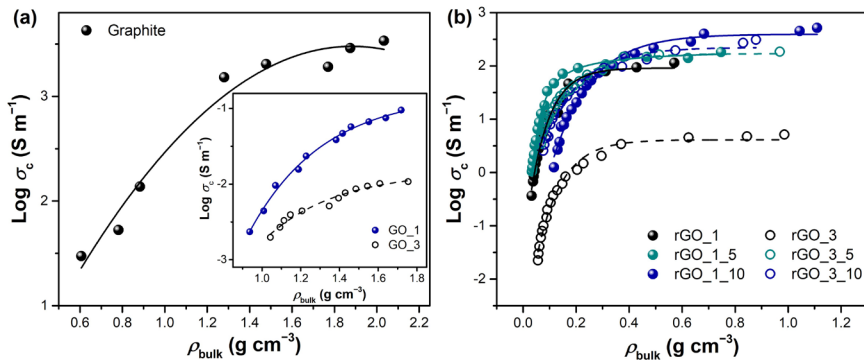 (a)
Graphite
Log σc (S m−1)
3
2
1
0.6 0.8 1.0 1.2 1.4 1.6 1.8 2.0 2.2
ρbulk (g cm−3)
Log σc (S m−1)
-1
-2
-3
GO_1
GO_3
1.0 1.2 1.4 1.6 1.8
ρbulk (g cm−3)
(b)
Log σc (S m−1)
3
2
1
0
-1
-2
rGO_1 rGO_3
rGO_1_5 rGO_3_5
rGO_1_10 rGO_3_10
0.0 0.2 0.4 0.6 0.8 1.0 1.2
ρbulk (g cm−3)